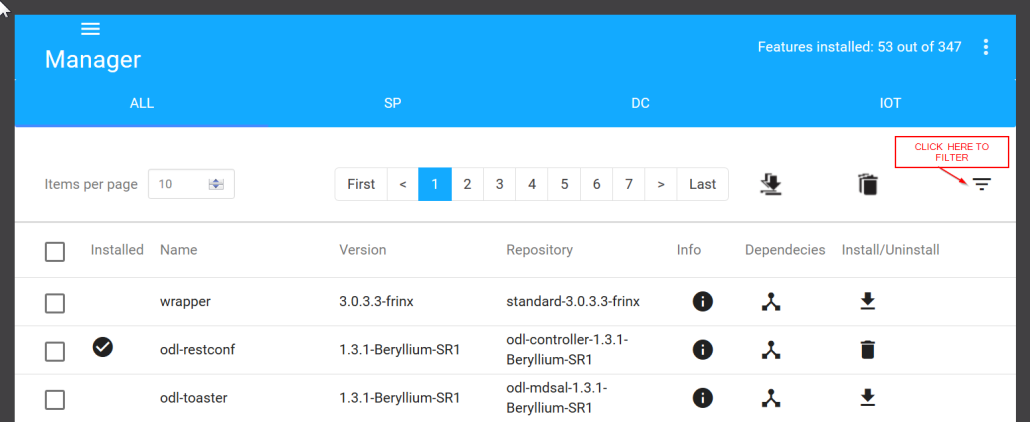 Manager
Features installed: 53 out of 347
ALL SP DC IOT
CLICK HERE TO
FILTER
Items per page 10 First < 1 2 3 4 5 6 7 > Last
Installed Name Version Repository Info Dependecies Install/Uninstall
wrapper 3.0.3.3-frinx standard-3.0.3.3-frinx
odl-restconf 1.3.1-Beryllium-SR1 odl-controller-1.3.1-
Beryllium-SR1
odl-toaster 1.3.1-Beryllium-SR1 odl-mdsal-1.3.1-
Beryllium-SR1